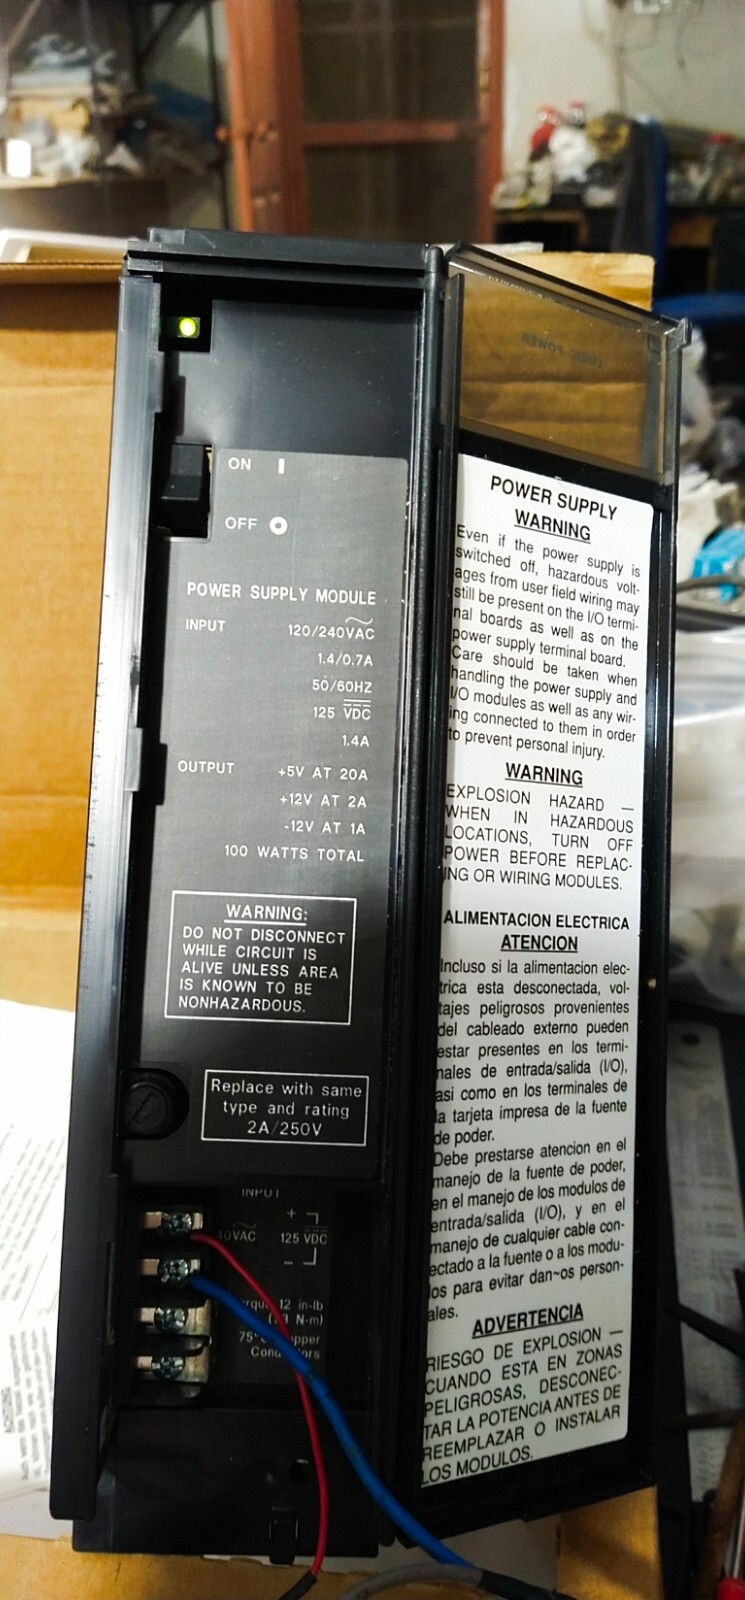 ON
OFF
POWER SUPPLY MODULE
INPUT 120/240VAC
1.4/0.7A
50/60HZ
125 VDC
1.4A
OUTPUT +5V AT 20A
+12V AT 2A
-12V AT 1A
100 WATTS TOTAL
WARNING:
DO NOT DISCONNECT
WHILE CIRCUIT IS
ALIVE UNLESS AREA
IS KNOWN TO BE
NONHAZARDOUS.
Replace with same
type and rating
2A/250V
INPUT
+
125 VDC
-
12 in-lb
N-m)
LOGIC POWER
POWER SUPPLY
WARNING
Even if the power supply is
switched off, hazardous volt-
ages from user field wiring may
still be present on the I/O termi-
nal boards as well as on the
power supply terminal board.
Care should be taken when
handling the power supply and
I/O modules as well as any wir-
ing connected to them in order
to prevent personal injury.
WARNING
EXPLOSION HAZARD —
WHEN IN HAZARDOUS
LOCATIONS, TURN OFF
POWER BEFORE REPLAC-
ING OR WIRING MODULES.
ALIMENTACION ELECTRICA
ATENCION
Incluso si la alimentacion elec-
trica esta desconectada, vol-
tajes peligrosos provenientes
del cableado externo pueden
estar presentes en los termi-
nales de entrada/salida (I/O),
asi como en los terminales de
la tarjeta impresa de la fuente
de poder.
Debe prestarse atencion en el
manejo de la fuente de poder,
en el manejo de los modulos de
entrada/salida (I/O), y en el
manejo de cualquier cable con-
ectado a la fuente o a los modu-
los para evitar dan~os person-
ales.
ADVERTENCIA
RIESGO DE EXPLOSION —
CUANDO ESTA EN ZONAS
PELIGROSAS, DESCONEC-
TAR LA POTENCIA ANTES DE
REEMPLAZAR O INSTALAR
LOS MODULOS.